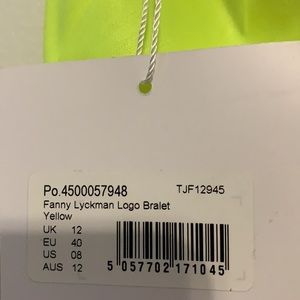 Po.4500057948 TJF12945
Fanny Lyckman Logo Bralet
Yellow
UK 12
EU 40
US 08
AUS 12
5 057702 171045